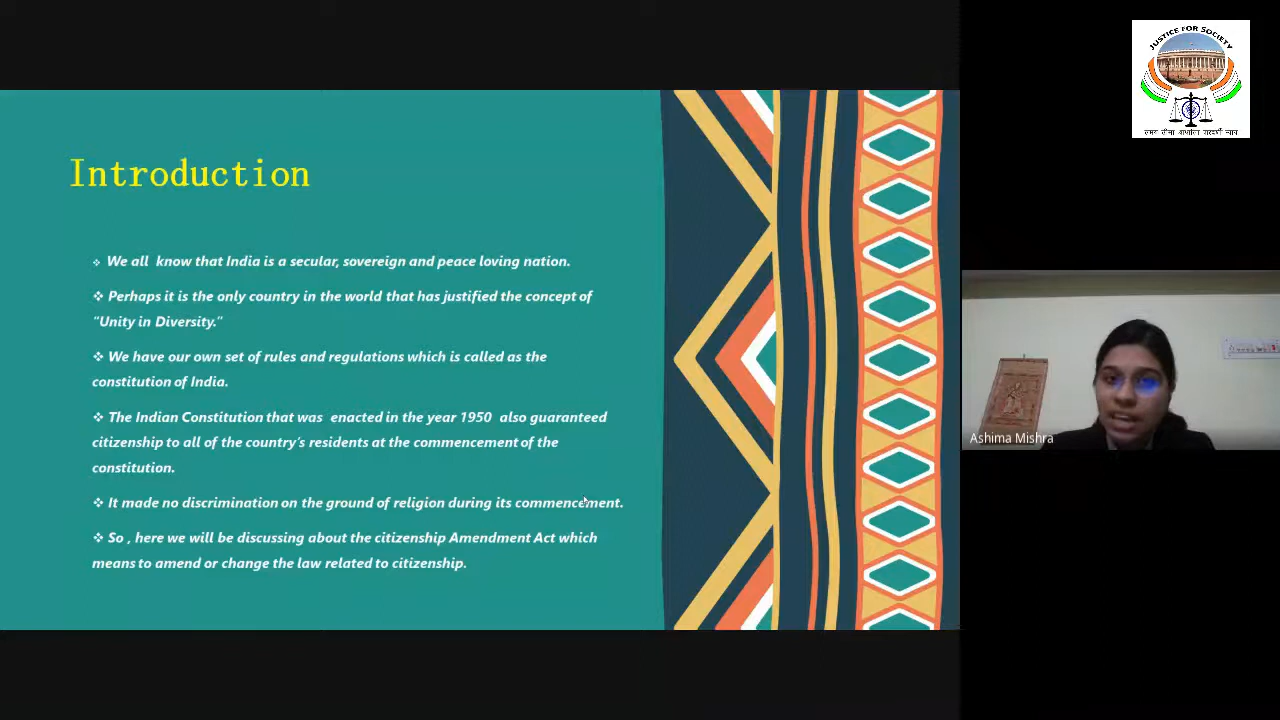 Introduction
❖ We all know that India is a secular, sovereign and peace loving nation.
❖ Perhaps it is the only country in the world that has justified the concept of
"Unity in Diversity."
❖ We have our own set of rules and regulations which is called as the
constitution of India.
❖ The Indian Constitution that was enacted in the year 1950 also guaranteed
citizenship to all of the country's residents at the commencement of the
constitution.
❖ It made no discrimination on the ground of religion during its commencement.
❖ So , here we will be discussing about the citizenship Amendment Act which
means to amend or change the law related to citizenship.
JUSTICE FOR SOCIETY
समय सीमा आधारित पारदर्शी न्याय
Ashima Mishra